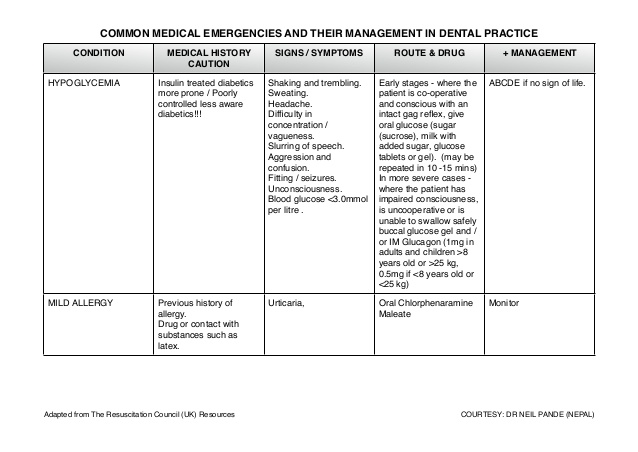 COMMON MEDICAL EMERGENCIES AND THEIR MANAGEMENT IN DENTAL PRACTICE
CONDITION
MEDICAL HISTORY
CAUTION
SIGNS / SYMPTOMS
ROUTE & DRUG
+ MANAGEMENT
HYPOGLYCEMIA
Insulin treated diabetics
more prone / Poorly
controlled less aware
diabetics!!!
Shaking and trembling.
Sweating.
Headache.
Difficulty in
concentration /
vagueness.
Slurring of speech.
Aggression and
confusion.
Fitting / seizures.
Unconsciousness.
Blood glucose <3.0mmol
per litre .
Early stages - where the
patient is co-operative
and conscious with an
intact gag reflex, give
oral glucose (sugar
(sucrose), milk with
added sugar, glucose
tablets or gel).  (may be
repeated in 10 -15 mins)
In more severe cases -
where the patient has
impaired consciousness,
is uncooperative or is
unable to swallow safely
buccal glucose gel and /
or IM Glucagon (1mg in
adults and children >8
years old or >25 kg,
0.5mg if <8 years old or
<25 kg)
ABCDE if no sign of life.
MILD ALLERGY
Previous history of
allergy.
Drug or contact with
substances such as
latex.
Urticaria,
Oral Chlorphenaramine
Maleate
Monitor
Adapted from The Resuscitation Council (UK) Resources
COURTESY: DR NEIL PANDE (NEPAL)